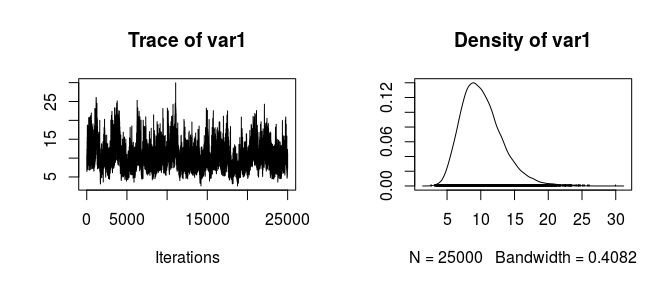 Trace of var1
5 15 25
0 5000 15000 25000
Iterations
Density of var1
0.00 0.06 0.12
5 10 15 20 25 30
N = 25000 Bandwidth = 0.4082